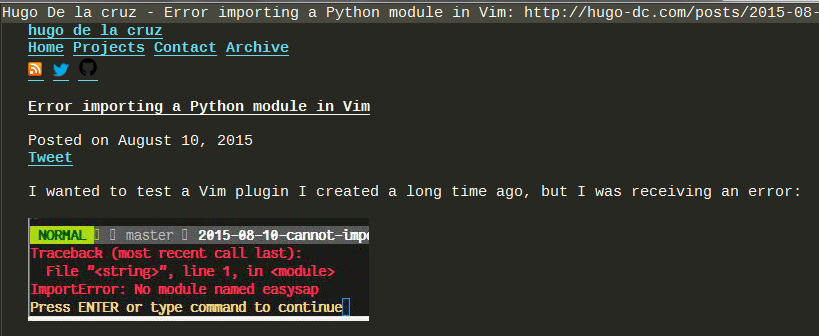 Hugo De la cruz - Error importing a Python module in Vim: http://hugo-dc.com/posts/2015-08-
hugo de la cruz
Home Projects Contact Archive
Error importing a Python module in Vim
Posted on August 10, 2015
Tweet
I wanted to test a Vim plugin I created a long time ago, but I was receiving an error:
NORMAL master 2015-08-10-cannot-impo
Traceback (most recent call last):
File "<string>", line 1, in <module>
ImportError: No module named easysap
Press ENTER or type command to continue